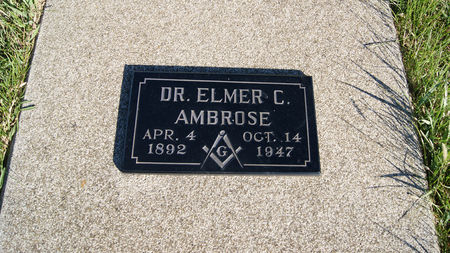 DR. ELMER C.
AMBROSE
APR. 4 OCT. 14
1892 G 1947